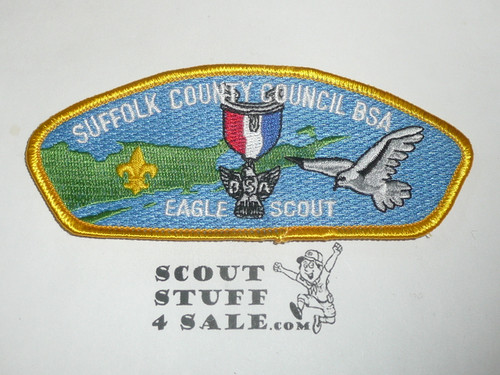 SUFFOLK COUNTY COUNCIL BSA
BSA
EAGLE SCOUT
SCOUT
STUFF
4 SALE.COM